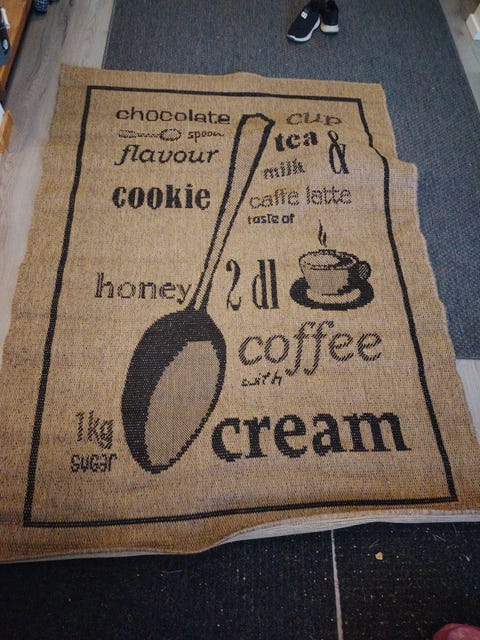 chocolate
cup
spoon
tea &
flavour
milk
cookie
caffe latte
taste of
honey
2 dl
coffee
with
1kg
cream
sugar